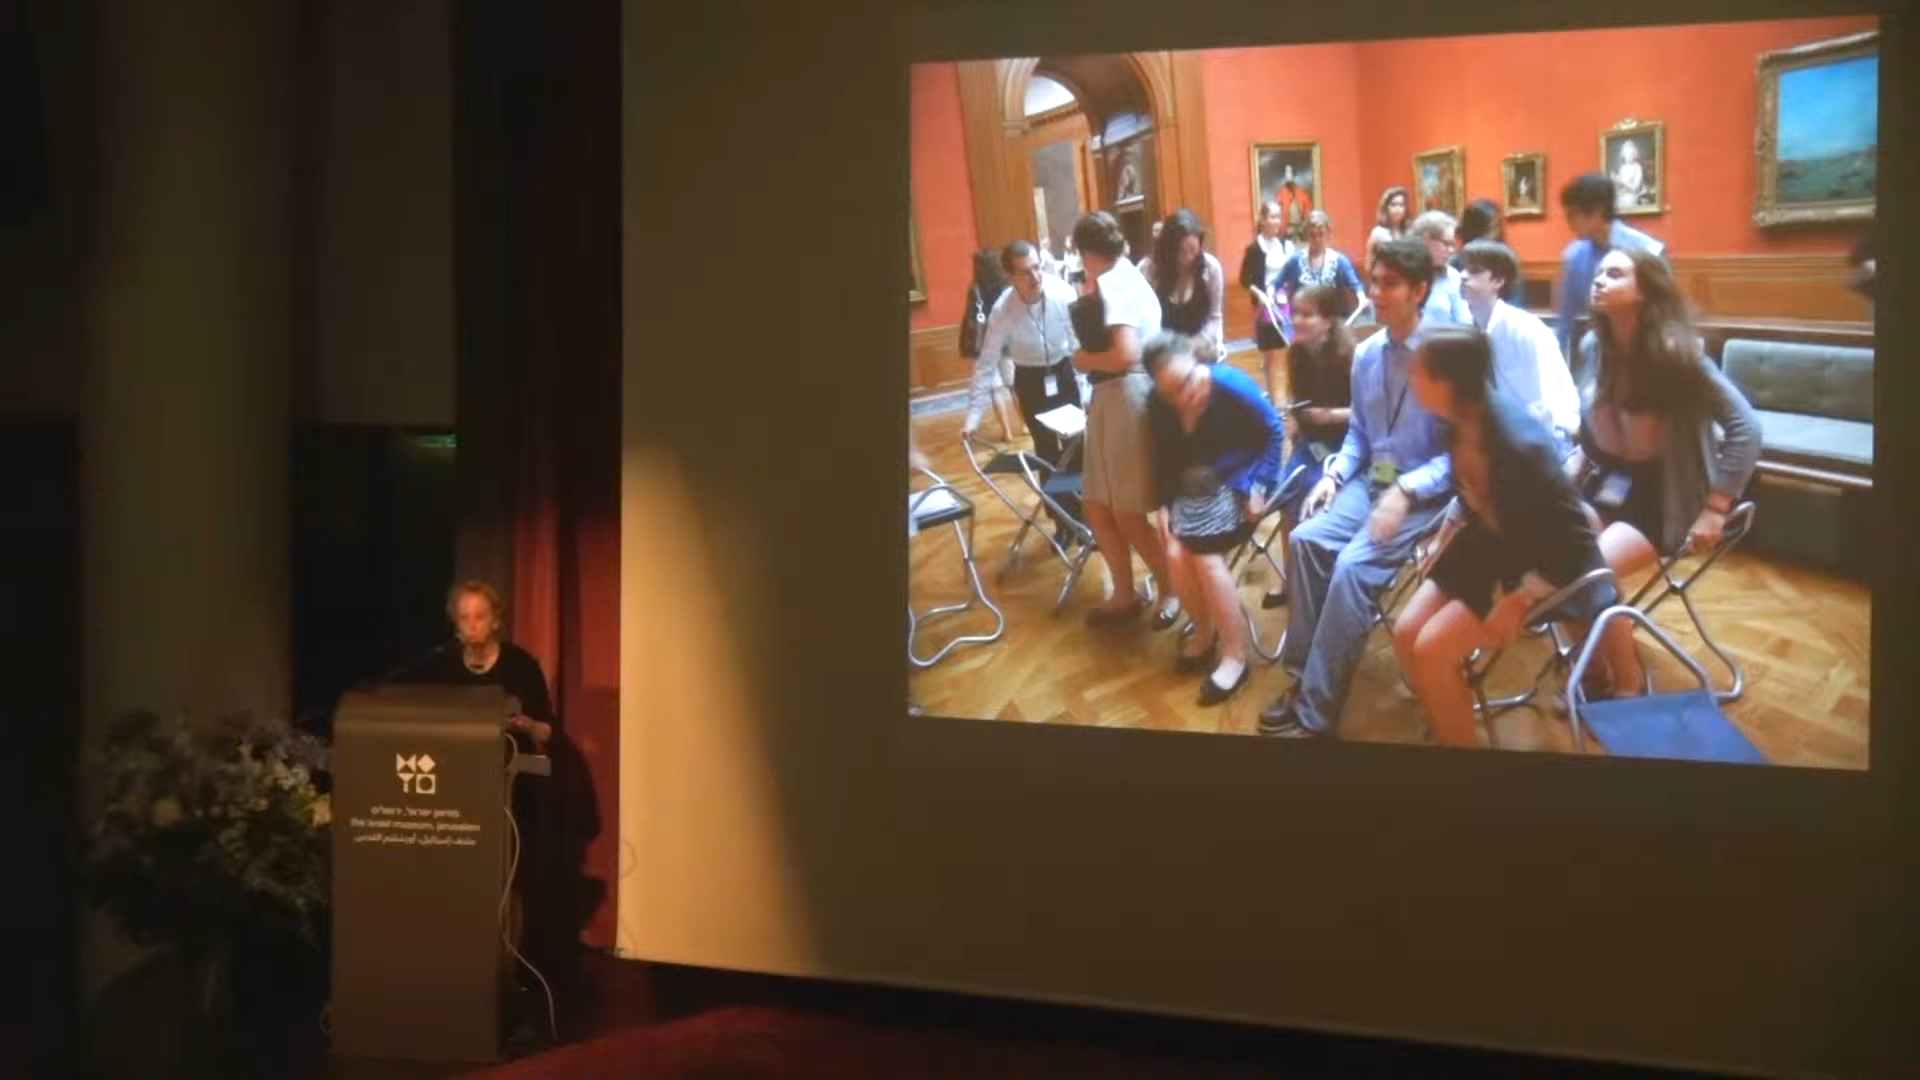 מוזיאון ישראל, ירושלים
the israel museum, jerusalem
متحف إسرائيل، أورشليم القدس